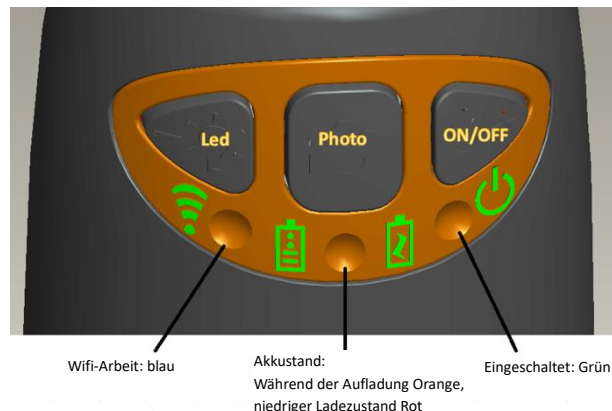 Led
Photo
ON/OFF
Wifi-Arbeit: blau
Akkustand:
Während der Aufladung Orange,
niedriger Ladezustand Rot
Eingeschaltet: Grün